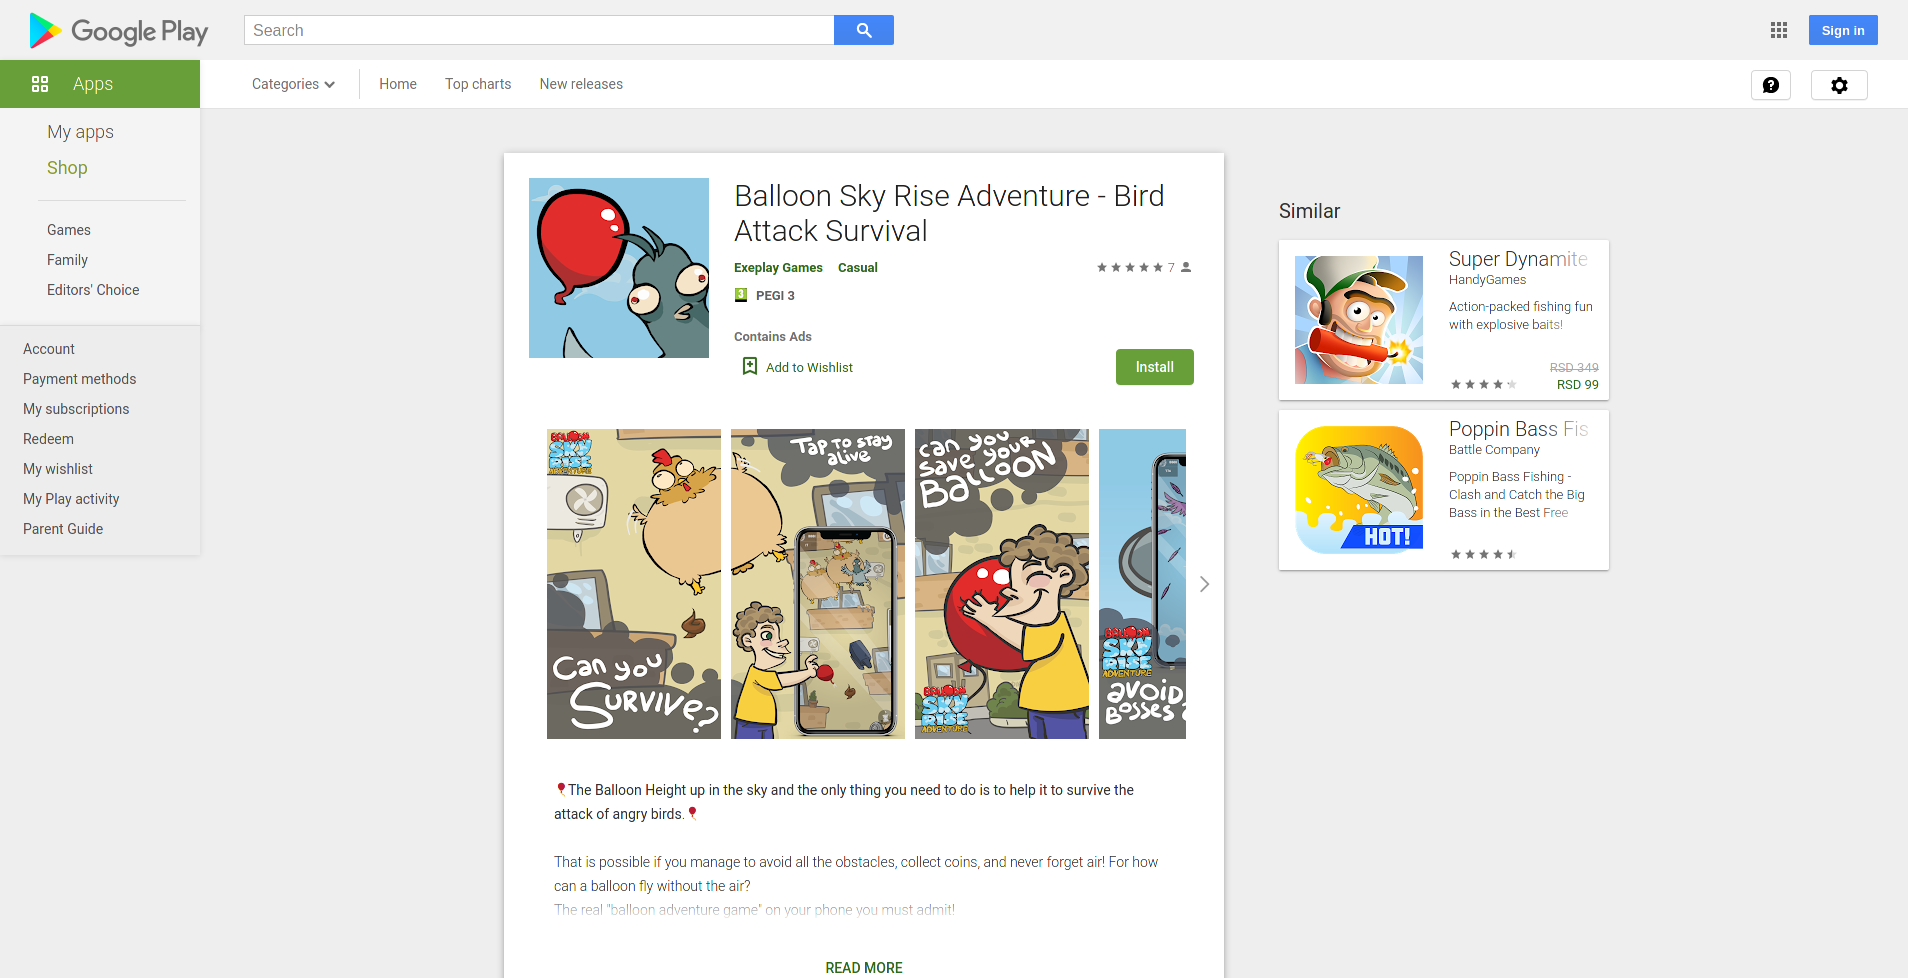 Google Play
Search
Sign in
Apps
Categories
Home
Top charts
New releases
My apps
Shop
Games
Family
Editors' Choice
Account
Payment methods
My subscriptions
Redeem
My wishlist
My Play activity
Parent Guide
Balloon Sky Rise Adventure - Bird
Attack Survival
Exeplay Games
Casual
7
3
PEGI 3
Contains Ads
Add to Wishlist
Install
BALLOON
SKY
RISE
ADVENTURE
Can you
Survive?
Tap to stay
alive
can you
save your
Balloon
BALLOON
SKY
RISE
ADVENTURE
BALLOON
SKY
RISE
ADVENTURE
avoid
Bosses
The Balloon Height up in the sky and the only thing you need to do is to help it to survive the
attack of angry birds.
That is possible if you manage to avoid all the obstacles, collect coins, and never forget air! For how
can a balloon fly without the air?
The real "balloon adventure game" on your phone you must admit!
READ MORE
Similar
Super Dynamite
HandyGames
Action-packed fishing fun
with explosive baits!
RSD 349
RSD 99
HOT!
Poppin Bass Fis
Battle Company
Poppin Bass Fishing -
Clash and Catch the Big
Bass in the Best Free